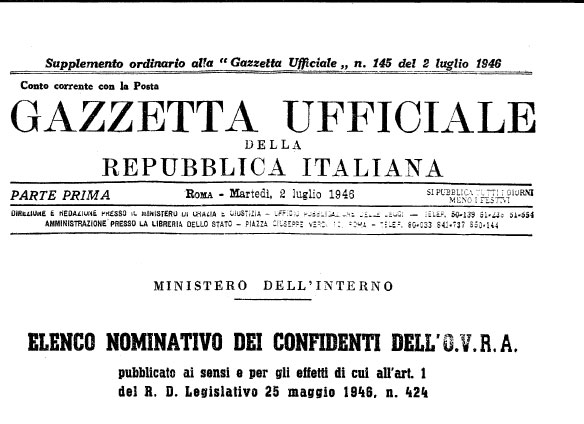 Supplemento ordinario alla “ Gazzetta Ufficiale „ n. 145 del 2 luglio 1946
Conto corrente con la Posta
GAZZETTA UFFICIALE
DELLA
REPUBBLICA ITALIANA
PARTE PRIMA
ROMA - Martedì, 2 luglio 1946
SI PUBBLICA TUTTI I GIORNI
MENO I FESTIVI
DIREZIONE E REDAZIONE PRESSO IL MINISTERO DI GRAZIA E GIUSTIZIA - UFFICIO PUBBLICAZIONE DELLE LEGGI - TELEF. 50-139 51-236 51-554
AMMINISTRAZIONE PRESSO LA LIBRERIA DELLO STATO - PIAZZA GIUSEPPE VERDI 10, ROMA - TELEF. 80-033 841-737 850-144
MINISTERO DELL'INTERNO
ELENCO NOMINATIVO DEI CONFIDENTI DELL'O.V.R.A.
pubblicato ai sensi e per gli effetti di cui all'art. 1
del R. D. Legislativo 25 maggio 1946, n. 424